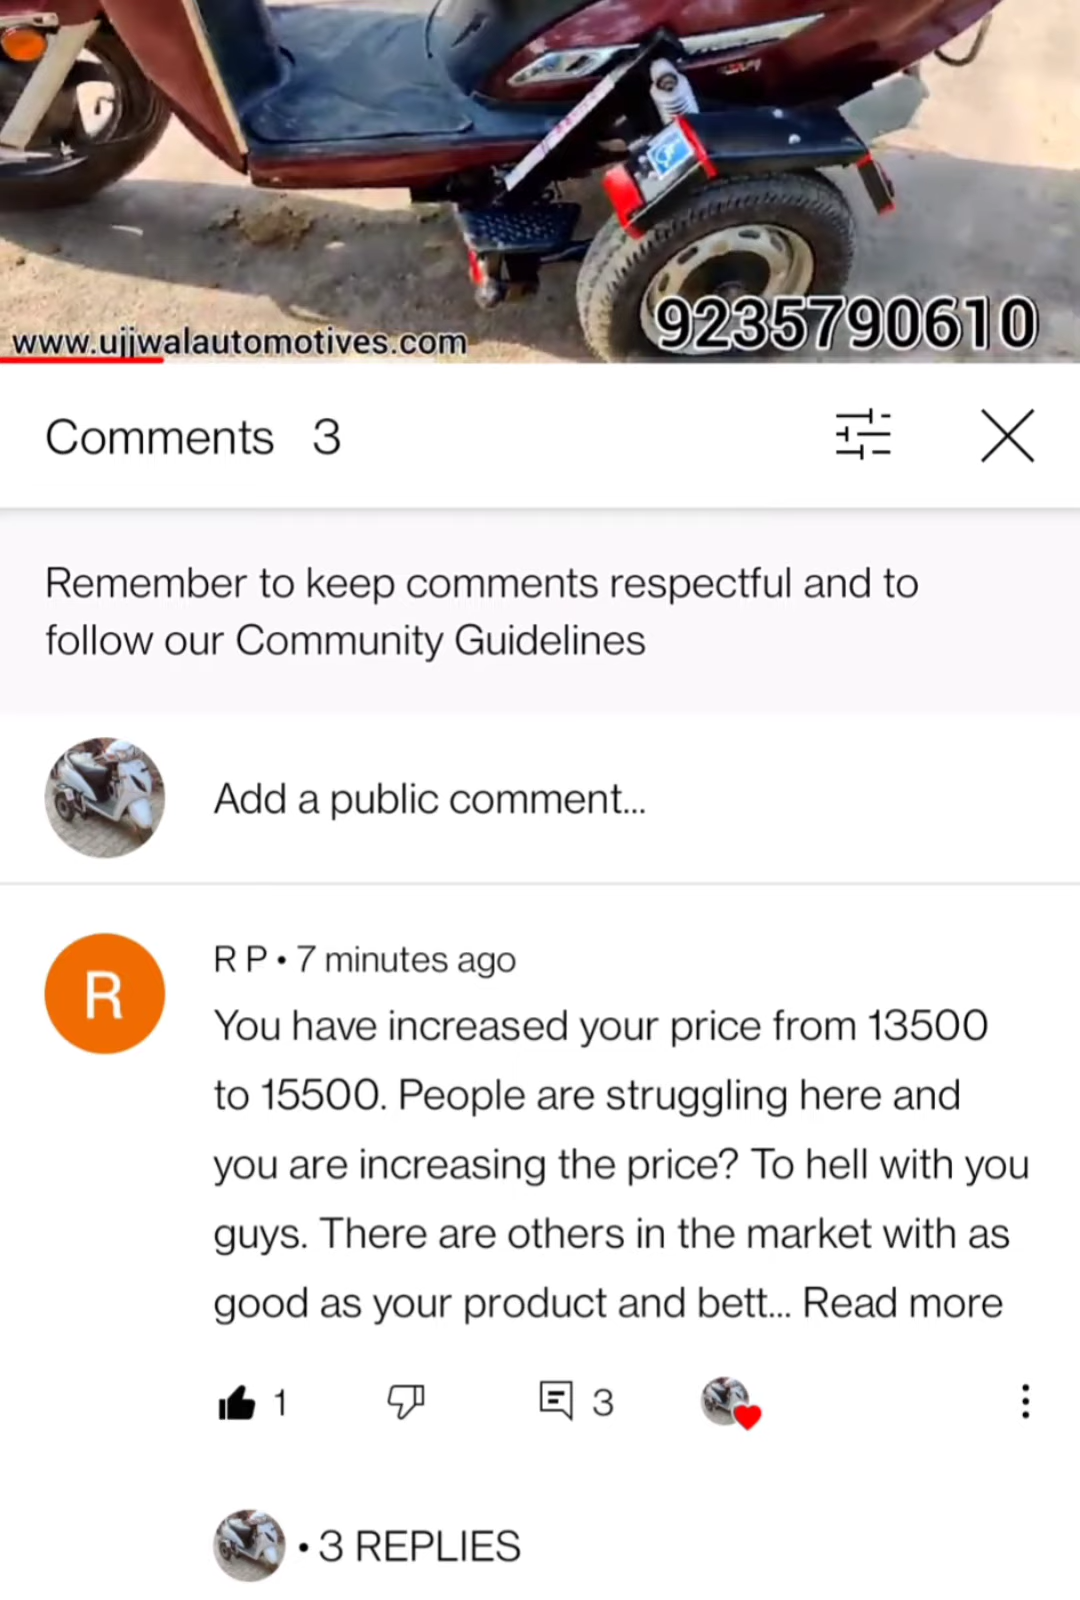 www.ujjwalautomotives.com
9235790610
Comments 3
Remember to keep comments respectful and to
follow our Community Guidelines
Add a public comment...
R
R P • 7 minutes ago
You have increased your price from 13500
to 15500. People are struggling here and
you are increasing the price? To hell with you
guys. There are others in the market with as
good as your product and bett... Read more
1
3
• 3 REPLIES